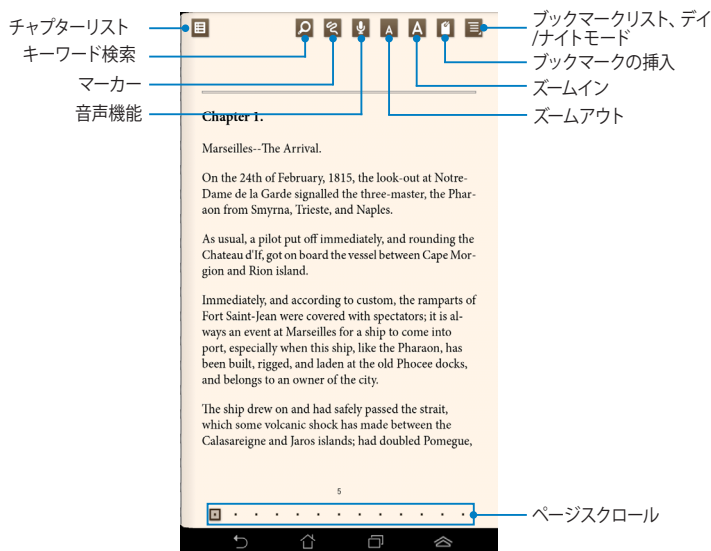 チャプターリスト
キーワード検索
マーカー
音声機能
ブックマークリスト、デイ
/ナイトモード
ブックマークの挿入
ズームイン
ズームアウト
A A
Chapter 1.
Marseilles--The Arrival.
On the 24th of February, 1815, the look-out at Notre-
Dame de la Garde signalled the three-master, the Phar-
aon from Smyrna, Trieste, and Naples.
As usual, a pilot put off immediately, and rounding the
Chateau d'If, got on board the vessel between Cape Mor-
gion and Rion island.
Immediately, and according to custom, the ramparts of
Fort Saint-Jean were covered with spectators; it is al-
ways an event at Marseilles for a ship to come into
port, especially when this ship, like the Pharaon, has
been built, rigged, and laden at the old Phocee docks,
and belongs to an owner of the city.
The ship drew on and had safely passed the strait,
which some volcanic shock has made between the
Calasareigne and Jaros islands; had doubled Pomegue,
5
ページスクロール